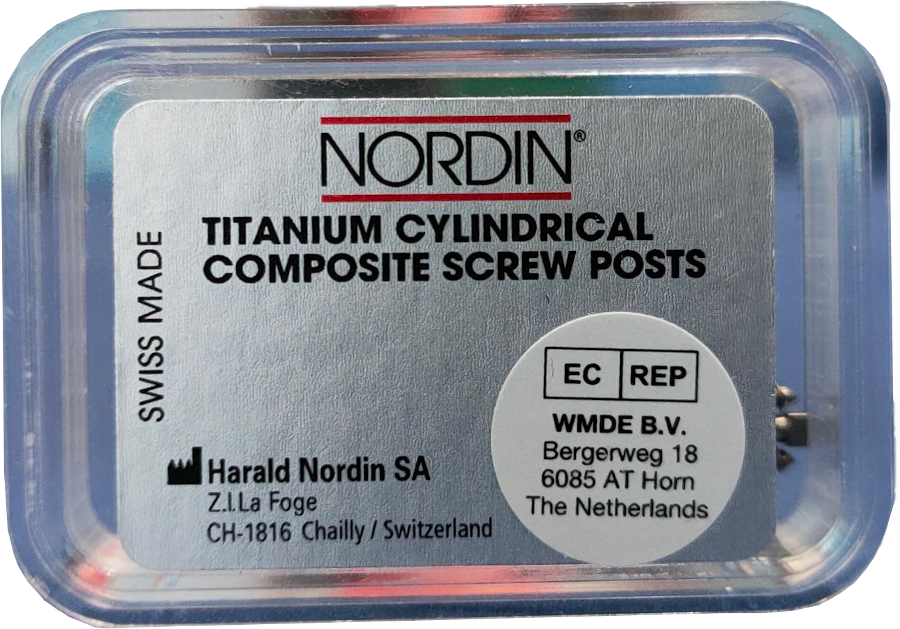 NORDIN®
TITANIUM CYLINDRICAL
COMPOSITE SCREW POSTS
SWISS MADE
Harald Nordin SA
Z.I.La Foge
CH-1816 Chailly / Switzerland
EC REP
WMDE B.V.
Bergerweg 18
6085 AT Horn
The Netherlands